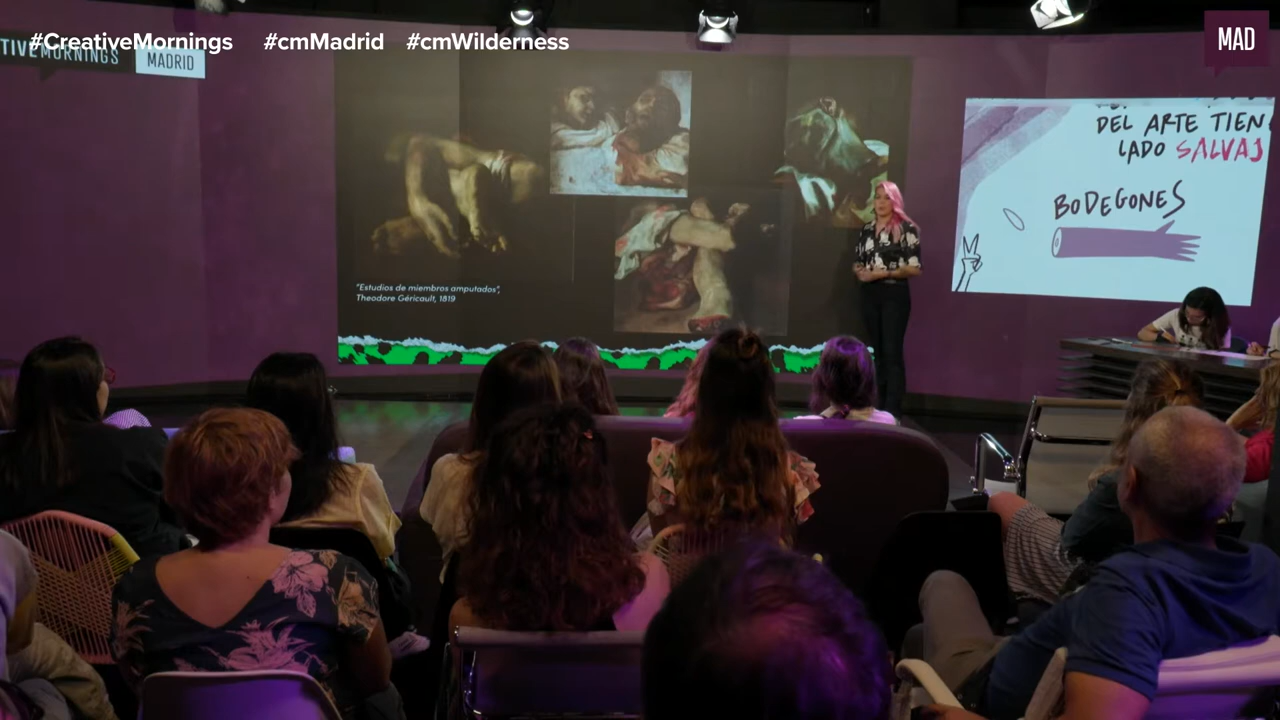 #CreativeMornings #cmMadrid #cmWilderness
TIVEMORNINGS
MADRID
MAD
DEL ARTE TIEN
LADO SALVAJ
BODEGONES
"Estudios de miembros amputados",
Theodore Géricault, 1819